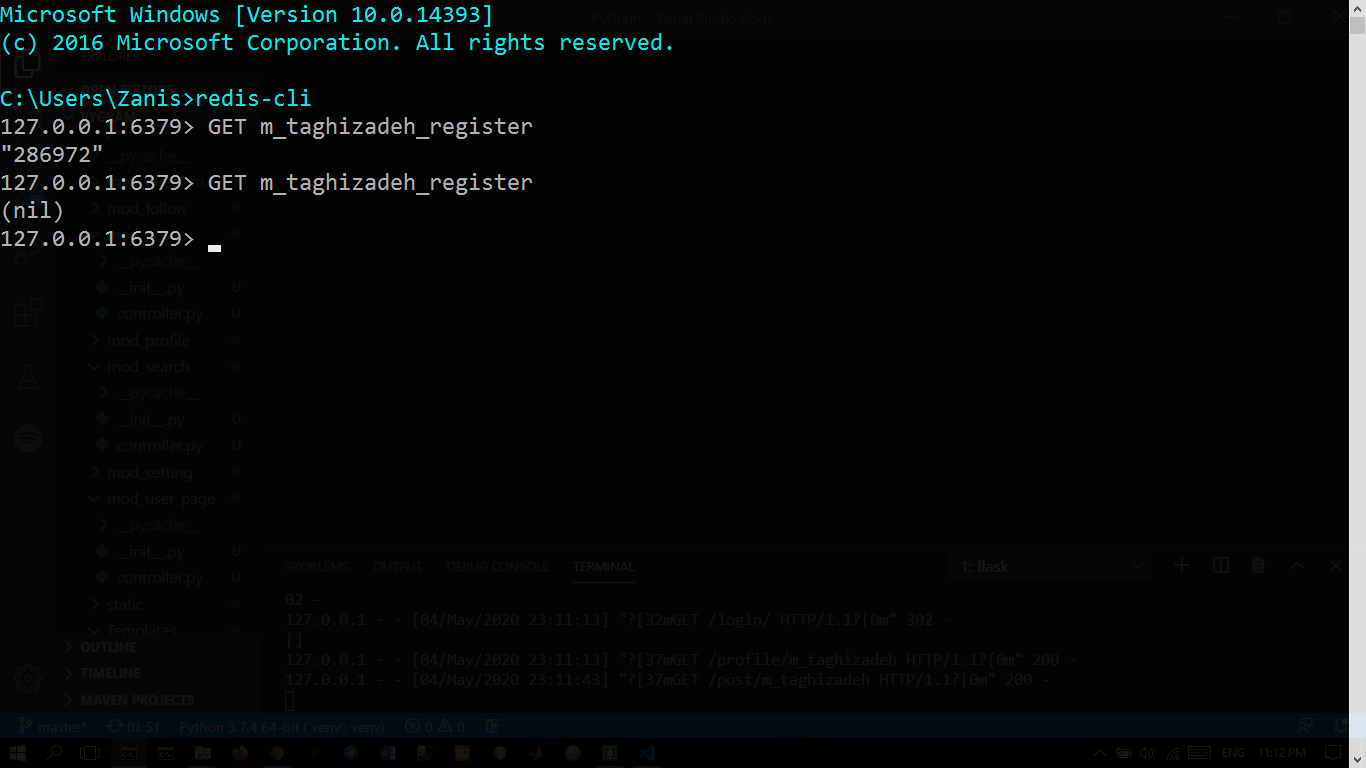 Microsoft Windows [Version 10.0.14393]
PyGram - Visual Studio Code
(c) 2016 Microsoft Corporation. All rights reserved.
EXPLORER
C:\Users\Zanis>redis-cli
127.0.0.1:6379> GET m_taghizadeh_register
"286972"
__pycache__
127.0.0.1:6379> GET m_taghizadeh_register
(nil)
mod_follow
127.0.0.1:6379>
__pycache__
__init__.py U
controller.py U
mod_profile
mod_search
__pycache__
__init__.py U
controller.py U
mod_setting
mod_user_page
__pycache__
__init__.py U
controller.py U
static
Templates
OUTLINE
TIMELINE
MAVEN PROJECTS
PROBLEMS OUTPUT DEBUG CONSOLE TERMINAL 1: flask
02 -
127.0.0.1 - - [04/May/2020 23:11:13] "?[32mGET /login/ HTTP/1.1?[0m" 302 -
[]
127.0.0.1 - - [04/May/2020 23:11:13] "?[37mGET /profile/m_taghizadeh HTTP/1.1?[0m" 200 -
127.0.0.1 - - [04/May/2020 23:11:43] "?[37mGET /post/m_taghizadeh HTTP/1.1?[0m" 200 -
master* 0↓ 5↑ Python 3.7.4 64-bit ('venv': venv) 0 0
ENG 11:12 PM